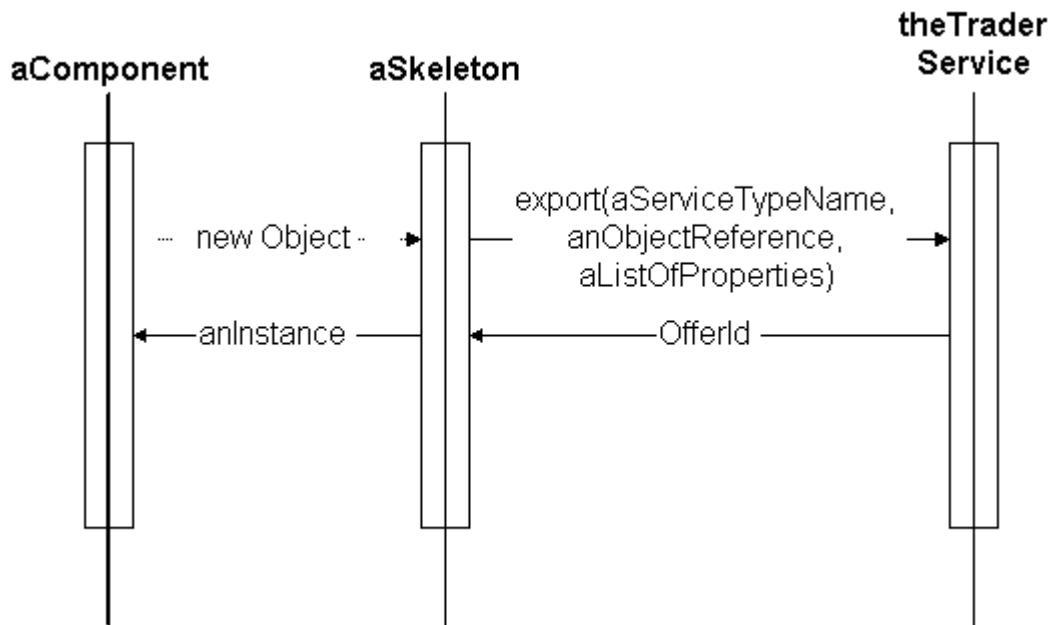 theTrader
Service
aComponent
aSkeleton
export(aServiceTypeName,
anObjectReference,
aListOfProperties)
new Object
anInstance
OfferId